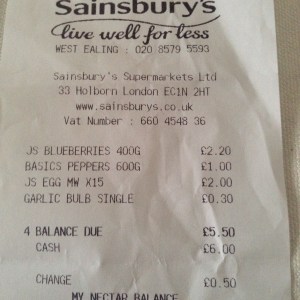 Sainsbury's
live well for less
WEST EALING : 020 8579 5593
Sainsbury's Supermarkets Ltd
33 Holborn London EC1N 2HT
www.sainsburys.co.uk
Vat Number : 660 4548 36
JS BLUEBERRIES 400G £2.20
BASICS PEPPERS 600G £1.00
JS EGG MW X15 £2.00
GARLIC BULB SINGLE £0.30
4 BALANCE DUE £5.50
CASH £6.00
CHANGE £0.50
MY NECTAR BALANCE